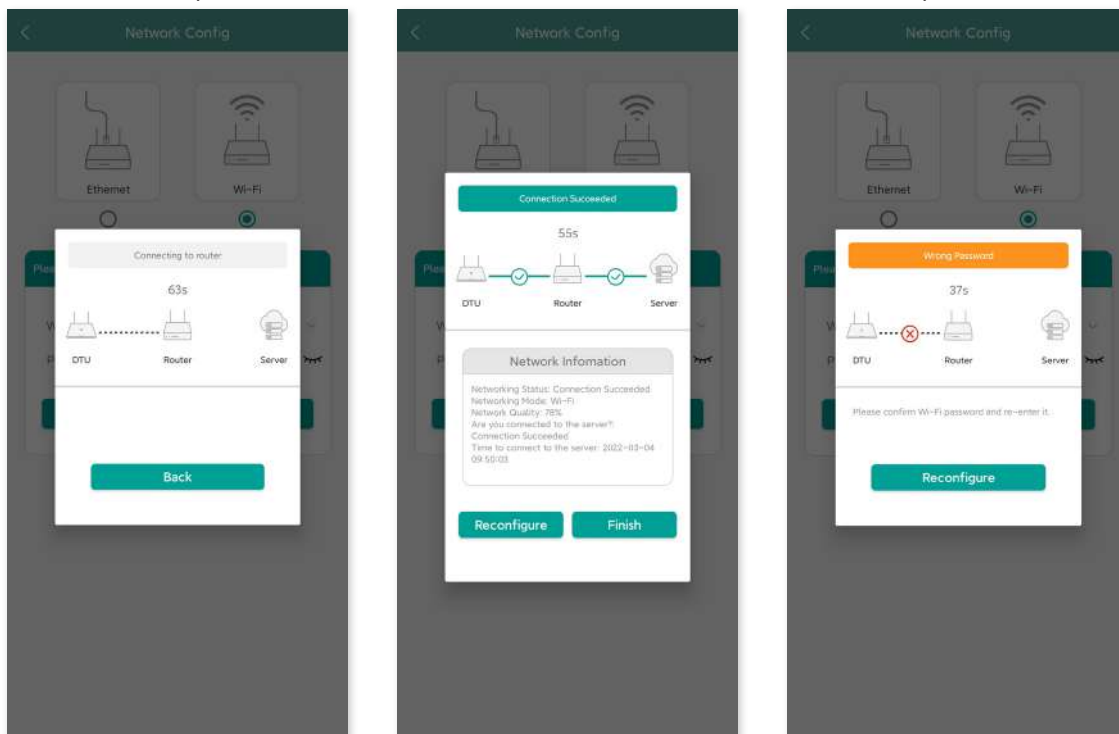 Network Config
Ethernet
Wi-Fi
Connecting to router
63s
DTU
Router
Server
Back
Network Config
Connection Succeeded
55s
DTU
Router
Server
Network Infomation
Networking Status: Connection Succeeded
Networking Mode: Wi-Fi
Network Quality: 78%
Are you connected to the server?:
Connection Succeeded
Time to connect to the server: 2022-03-04
09:50:03
Reconfigure
Finish
Network Config
Ethernet
Wi-Fi
Wrong Password
37s
DTU
Router
Server
Please confirm Wi-Fi password and re-enter it.
Reconfigure